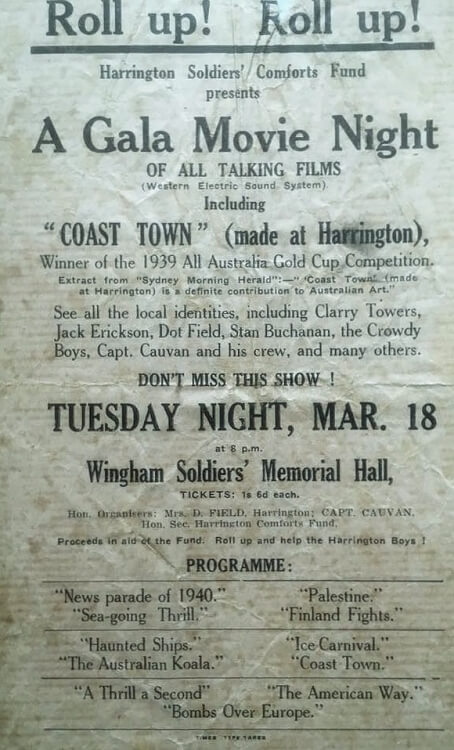 Roll up! Roll up!
Harrington Soldiers' Comforts Fund
presents
A Gala Movie Night
OF ALL TALKING FILMS
(Western Electric Sound System)
Including
"COAST TOWN" (made at Harrington),
Winner of the 1939 All Australia Gold Cup Competition.
Extract from "Sydney Morning Herald":—"'Coast Town' (made
at Harrington) is a definite contribution to Australian Art."
See all the local identities, including Clarry Towers,
Jack Erickson, Dot Field, Stan Buchanan, the Crowdy
Boys, Capt. Cauvan and his crew, and many others.
DON'T MISS THIS SHOW !
TUESDAY NIGHT, MAR. 18
at 8 p.m.
Wingham Soldiers' Memorial Hall,
TICKETS: 1s 6d each.
Hon. Organisers: Mrs. D. FIELD, Harrington; CAPT. CAUVAN,
Hon. Sec. Harrington Comforts Fund.
Proceeds in aid of the Fund. Roll up and help the Harrington Boys !
PROGRAMME:
"News parade of 1940." "Palestine."
"Sea-going Thrill." "Finland Fights."
"Haunted Ships." "Ice Carnival."
"The Australian Koala." "Coast Town."
"A Thrill a Second" "The American Way."
"Bombs Over Europe."
TIMES TYPE TAREE